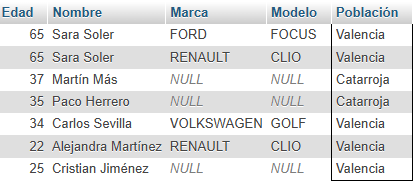 Edad Nombre Marca Modelo Población
65 Sara Soler FORD FOCUS Valencia
65 Sara Soler RENAULT CLIO Valencia
37 Martín Más NULL NULL Catarroja
35 Paco Herrero NULL NULL Catarroja
34 Carlos Sevilla VOLKSWAGEN GOLF Valencia
22 Alejandra Martínez RENAULT CLIO Valencia
25 Cristian Jiménez NULL NULL Valencia